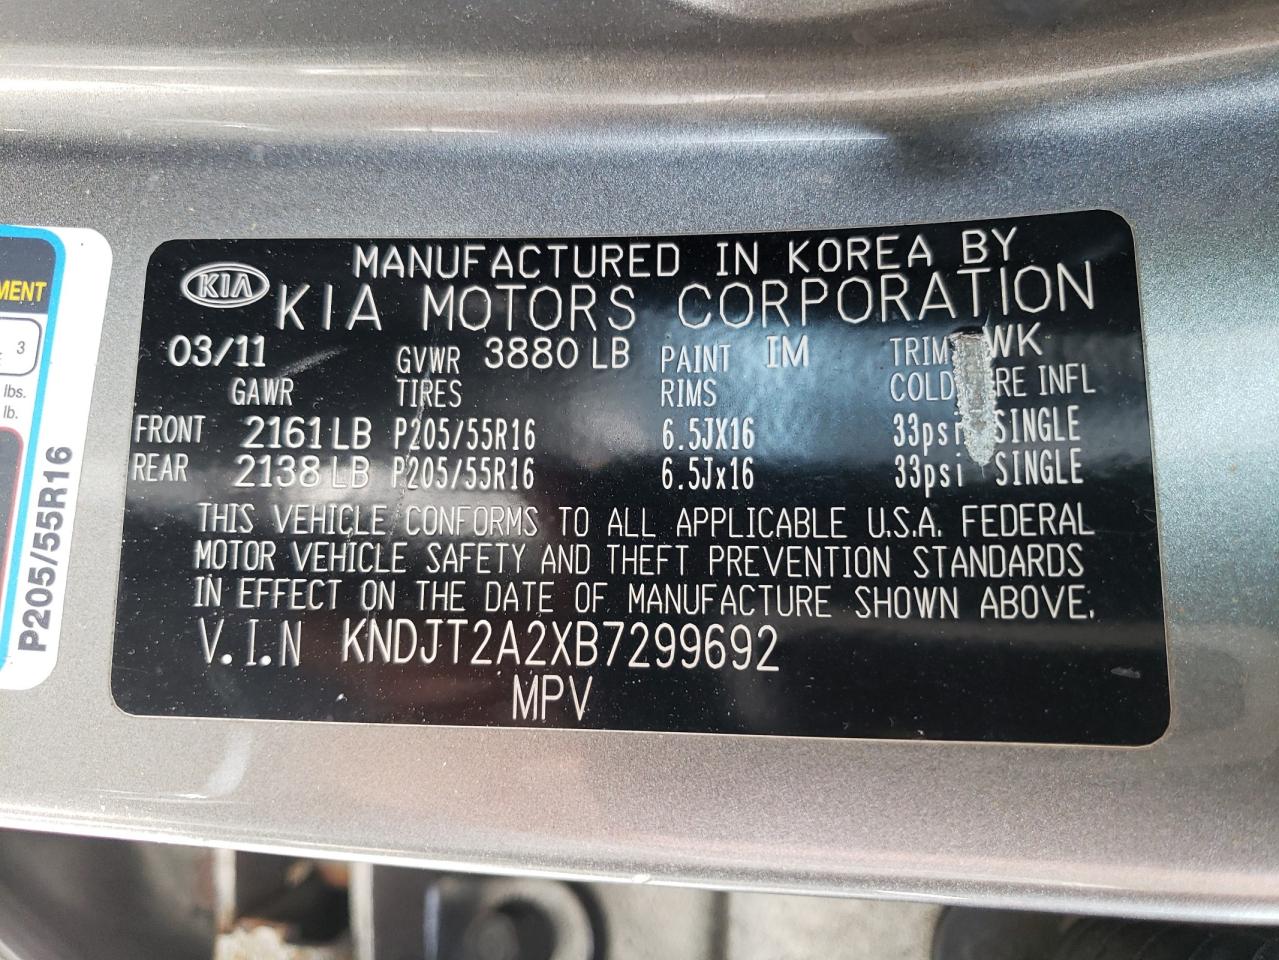 MANUFACTURED IN KOREA BY
KIA
KIA MOTORS CORPORATION
03/11 GVWR 3880 LB PAINT IM TRIM WK
GAWR TIRES RIMS COLD RE INFL
FRONT 2161 LB P205/55R16 6.5JX16 33psi SINGLE
REAR 2138 LB P205/55R16 6.5Jx16 33psi SINGLE
THIS VEHICLE CONFORMS TO ALL APPLICABLE U.S.A. FEDERAL
MOTOR VEHICLE SAFETY AND THEFT PREVENTION STANDARDS
IN EFFECT ON THE DATE OF MANUFACTURE SHOWN ABOVE.
V.I.N KNDJT2A2XB7299692
MPV
MENT
3
lbs.
lb.
P205/55R16